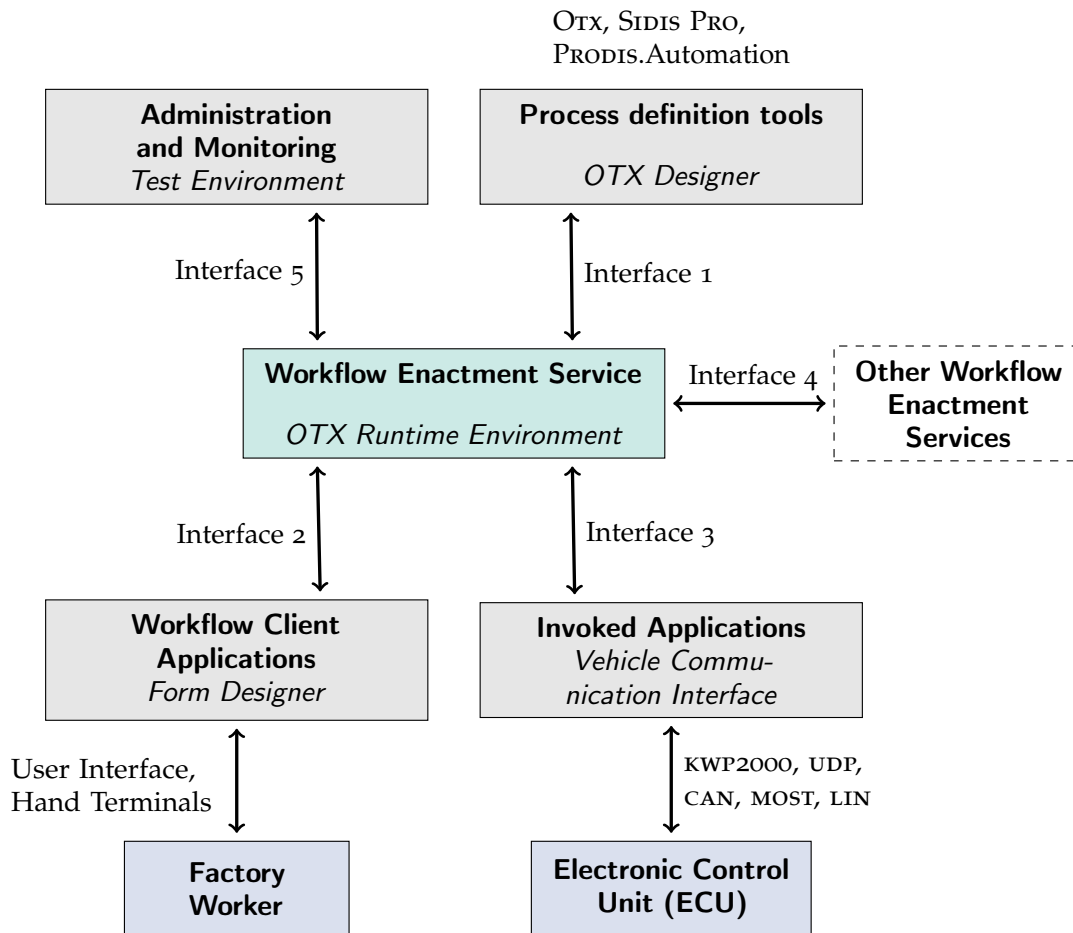 Otx, Sidis Pro,
Prodis.Automation
Administration
and Monitoring
Test Environment
Process definition tools
OTX Designer
Interface 5
Interface 1
Workflow Enactment Service
OTX Runtime Environment
Interface 4
Other Workflow
Enactment
Services
Interface 2
Interface 3
Workflow Client
Applications
Form Designer
Invoked Applications
Vehicle Commu-
nication Interface
User Interface,
Hand Terminals
KWP2000, UDP,
CAN, MOST, LIN
Factory
Worker
Electronic Control
Unit (ECU)